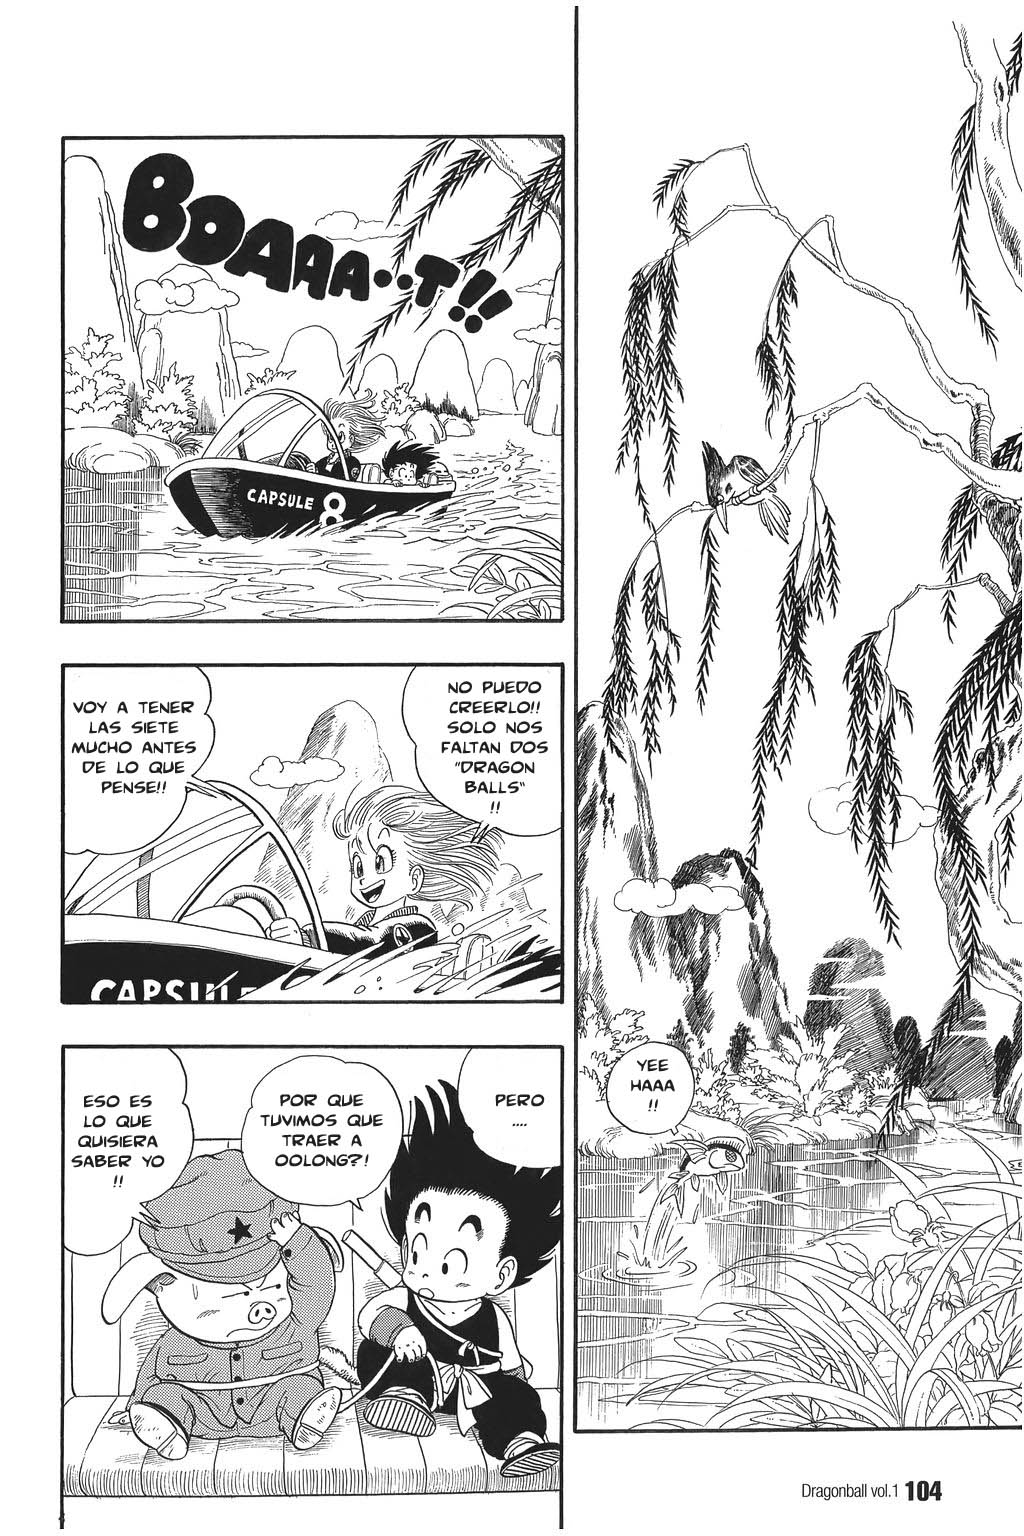 YEE
HAAA
!!
BOAAA··T!!
CAPSULE 8
NO PUEDO
CREERLO!!
SOLO NOS
FALTAN DOS
"DRAGON
BALLS"
!!
VOY A TENER
LAS SIETE
MUCHO ANTES
DE LO QUE
PENSE!!
CAPSULE
PERO
....
POR QUE
TUVIMOS QUE
TRAER A
OOLONG?!
ESO ES
LO QUE
QUISIERA
SABER YO
!!
Dragonball vol.1 104